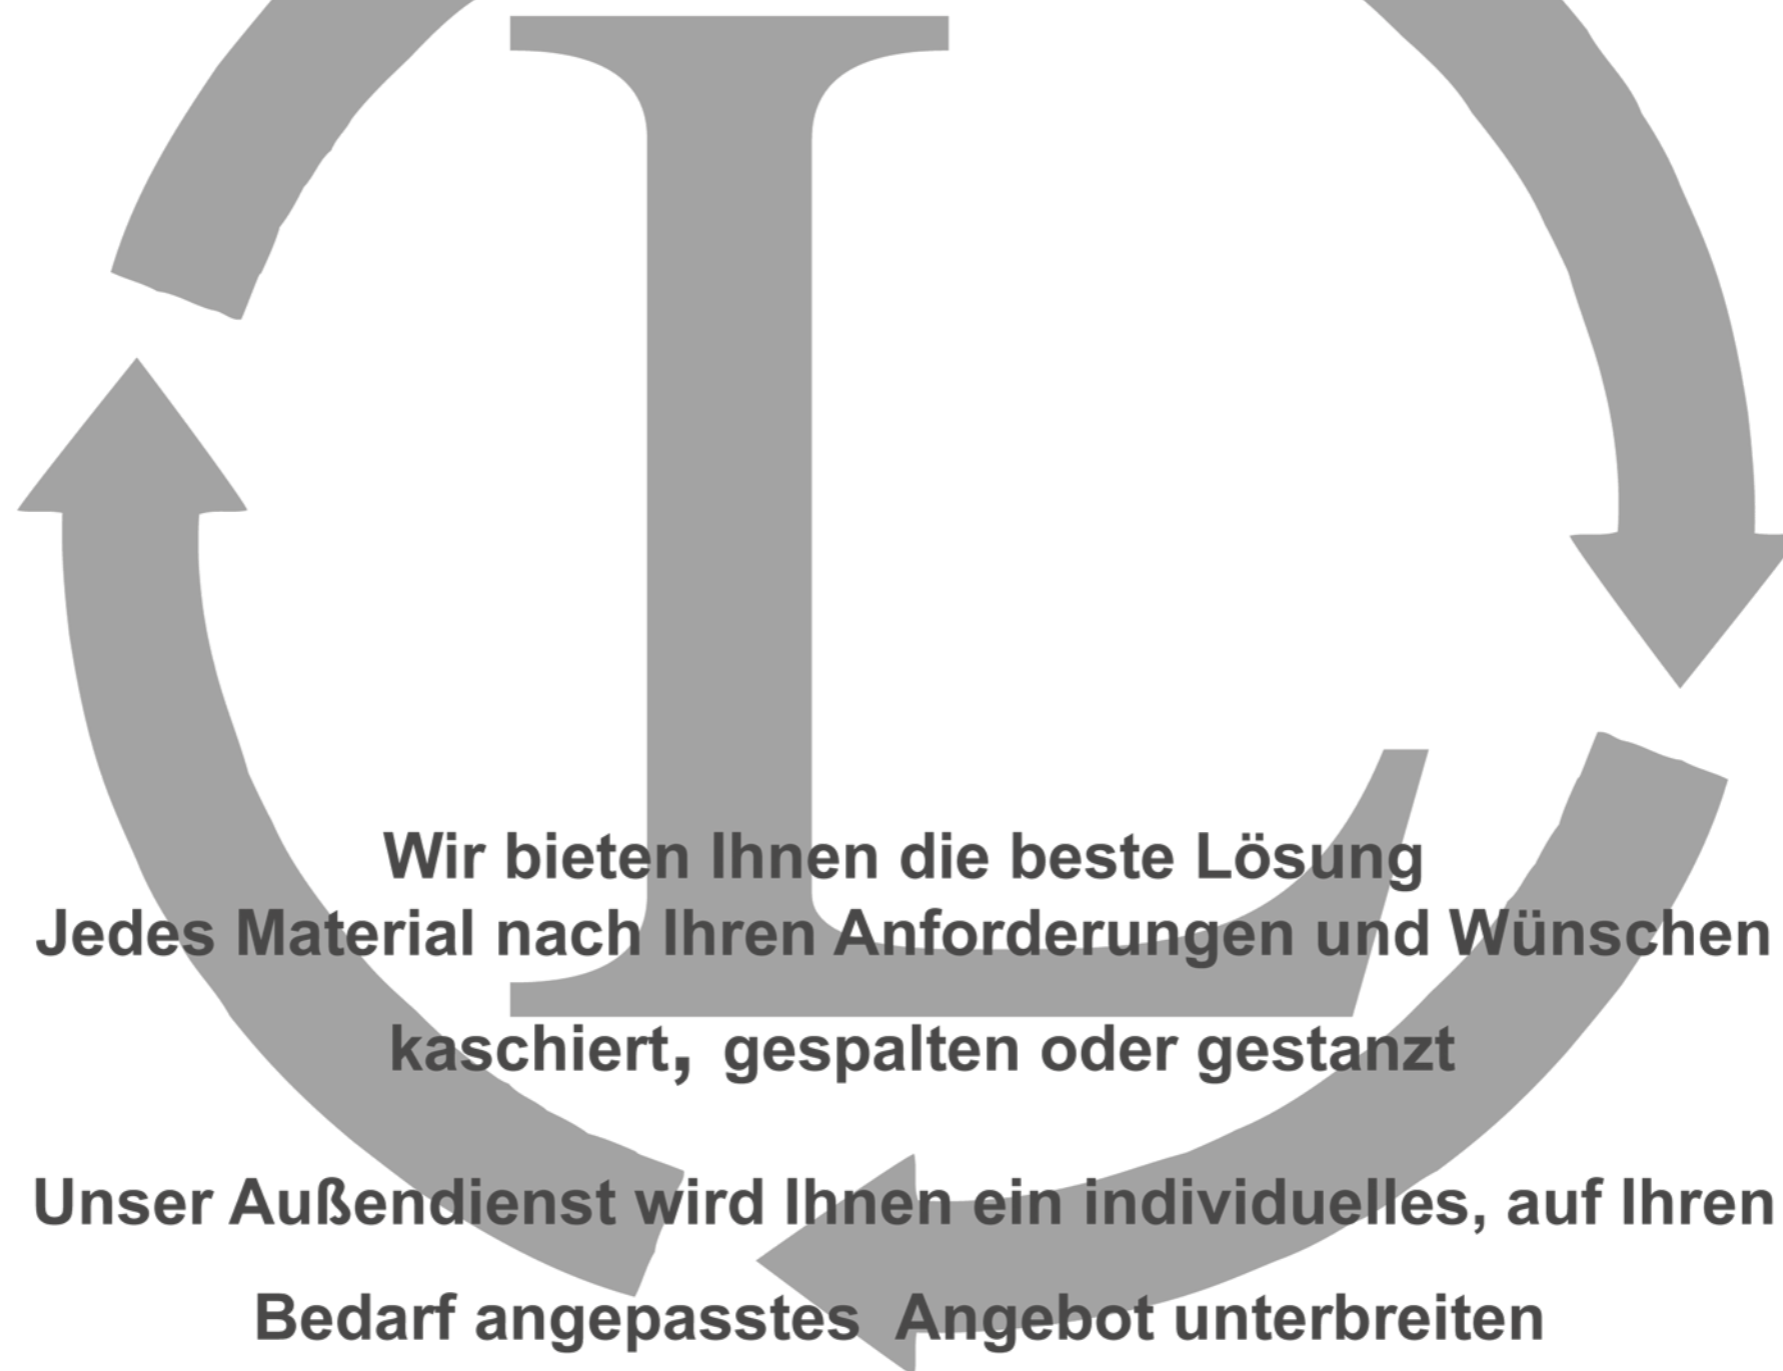 L
Wir bieten Ihnen die beste Lösung
Jedes Material nach Ihren Anforderungen und Wünschen
kaschiert, gespalten oder gestanzt
Unser Außendienst wird Ihnen ein individuelles, auf Ihren
Bedarf angepasstes Angebot unterbreiten